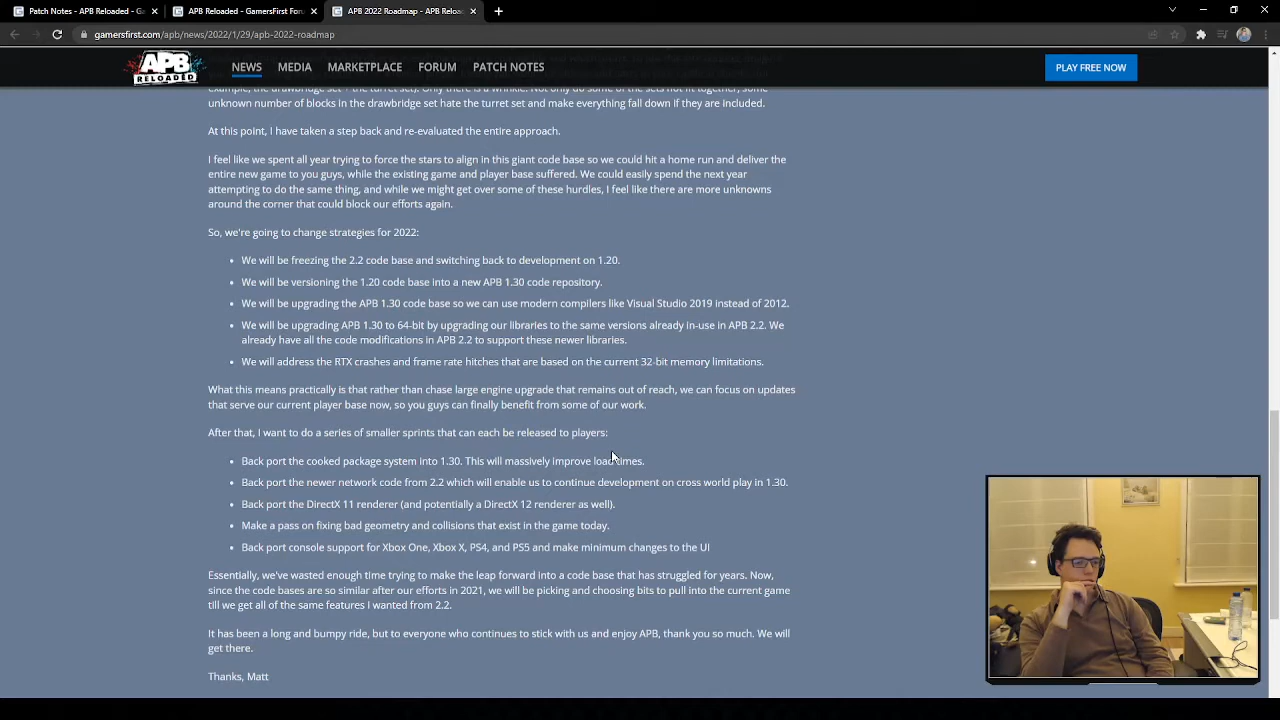 Patch Notes - APB Reloaded - Ga
APB Reloaded - GamersFirst Forum
APB 2022 Roadmap - APB Reload
gamersfirst.com/apb/news/2022/1/29/apb-2022-roadmap
APB
RELOADED
NEWS
MEDIA
MARKETPLACE
FORUM
PATCH NOTES
PLAY FREE NOW
example, the drawbridge set + the turret set). Only there is a wrinkle. Not only do some of the sets not fit together, some
unknown number of blocks in the drawbridge set hate the turret set and make everything fall down if they are included.
At this point, I have taken a step back and re-evaluated the entire approach.
I feel like we spent all year trying to force the stars to align in this giant code base so we could hit a home run and deliver the
entire new game to you guys, while the existing game and player base suffered. We could easily spend the next year
attempting to do the same thing, and while we might get over some of these hurdles, I feel like there are more unknowns
around the corner that could block our efforts again.
So, we're going to change strategies for 2022:
• We will be freezing the 2.2 code base and switching back to development on 1.20.
• We will be versioning the 1.20 code base into a new APB 1.30 code repository.
• We will be upgrading the APB 1.30 code base so we can use modern compilers like Visual Studio 2019 instead of 2012.
• We will be upgrading APB 1.30 to 64-bit by upgrading our libraries to the same versions already in-use in APB 2.2. We
already have all the code modifications in APB 2.2 to support these newer libraries.
• We will address the RTX crashes and frame rate hitches that are based on the current 32-bit memory limitations.
What this means practically is that rather than chase large engine upgrade that remains out of reach, we can focus on updates
that serve our current player base now, so you guys can finally benefit from some of our work.
After that, I want to do a series of smaller sprints that can each be released to players:
• Back port the cooked package system into 1.30. This will massively improve load times.
• Back port the newer network code from 2.2 which will enable us to continue development on cross world play in 1.30.
• Back port the DirectX 11 renderer (and potentially a DirectX 12 renderer as well).
• Make a pass on fixing bad geometry and collisions that exist in the game today.
• Back port console support for Xbox One, Xbox X, PS4, and PS5 and make minimum changes to the UI
Essentially, we've wasted enough time trying to make the leap forward into a code base that has struggled for years. Now,
since the code bases are so similar after our efforts in 2021, we will be picking and choosing bits to pull into the current game
till we get all of the same features I wanted from 2.2.
It has been a long and bumpy ride, but to everyone who continues to stick with us and enjoy APB, thank you so much. We will
get there.
Thanks, Matt